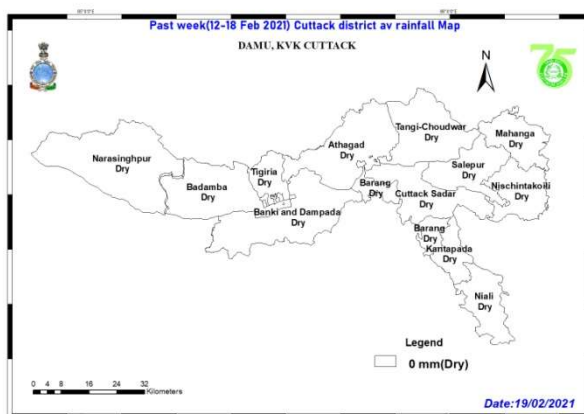 Past week(12-18 Feb 2021) Cuttack district av rainfall Map
DAMU, KVK CUTTACK
N
75
Tangi-Choudwar
Dry
Mahanga
Dry
Athagad
Dry
Narasinghpur
Dry
Salepur
Dry
Tigiria
Dry
Badamba
Dry
Barang
Dry
Nischintakoili
Dry
Cuttack Sadar
Dry
Banki and Dampada
Dry
Barang
Dry
Kantapada
Dry
Niali
Dry
Legend
0 mm(Dry)
0 4 8 16 24 32
Kilometers
Date:19/02/2021